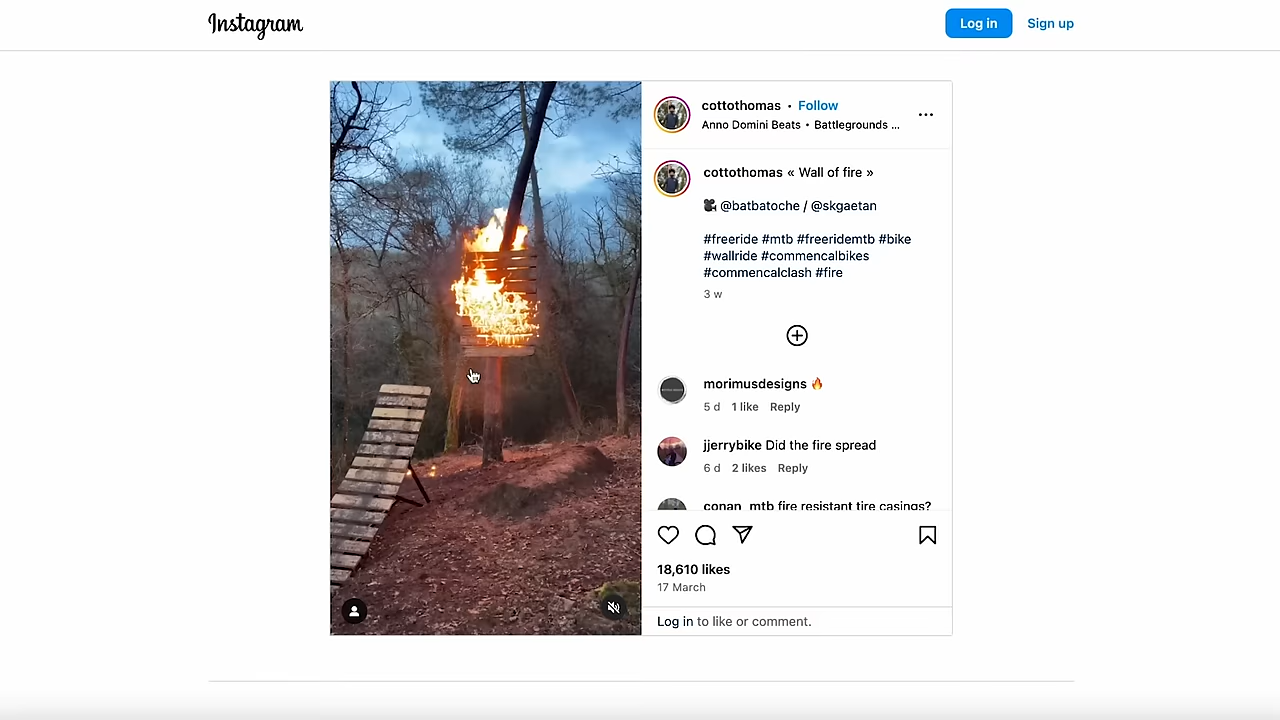 Instagram
Log in
Sign up
cottothomas • Follow
Anno Domini Beats • Battlegrounds ...
cottothomas « Wall of fire »
@batbatoche / @skgaetan
#freeride #mtb #freeridemtb #bike
#wallride #commencalbikes
#commencalclash #fire
3 w
morimusdesigns 🔥
5 d 1 like Reply
jjerrybike Did the fire spread
6 d 2 likes Reply
conan_mtb fire resistant tire casings?
18,610 likes
17 March
Log in to like or comment.